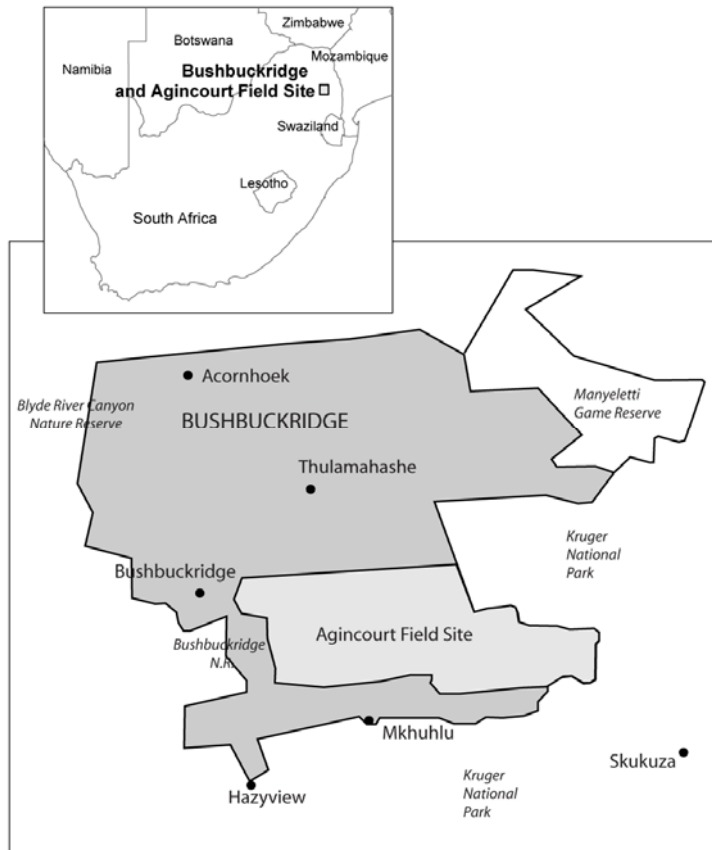 Zimbabwe
Botswana
Mozambique
Namibia
Bushbuckridge
and Agincourt Field Site
Swaziland
Lesotho
South Africa
Acornhoek
Blyde River Canyon
Nature Reserve
BUSHBUCKRIDGE
Manyeletti
Game Reserve
Thulamahashe
Kruger
National
Park
Bushbuckridge
Agincourt Field Site
Bushbuckridge
N.R.
Mkhuhlu
Skukuza
Hazyview
Kruger
National
Park